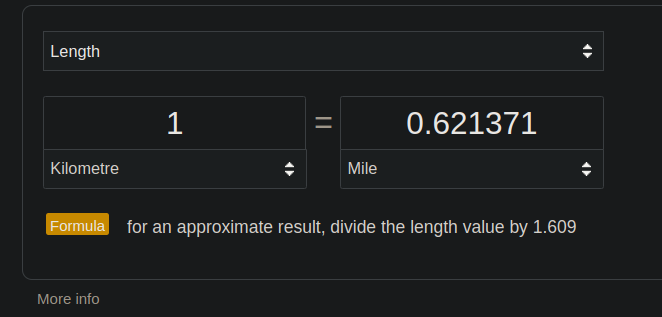 Length
1 = 0.621371
Kilometre Mile
Formula for an approximate result, divide the length value by 1.609
More info